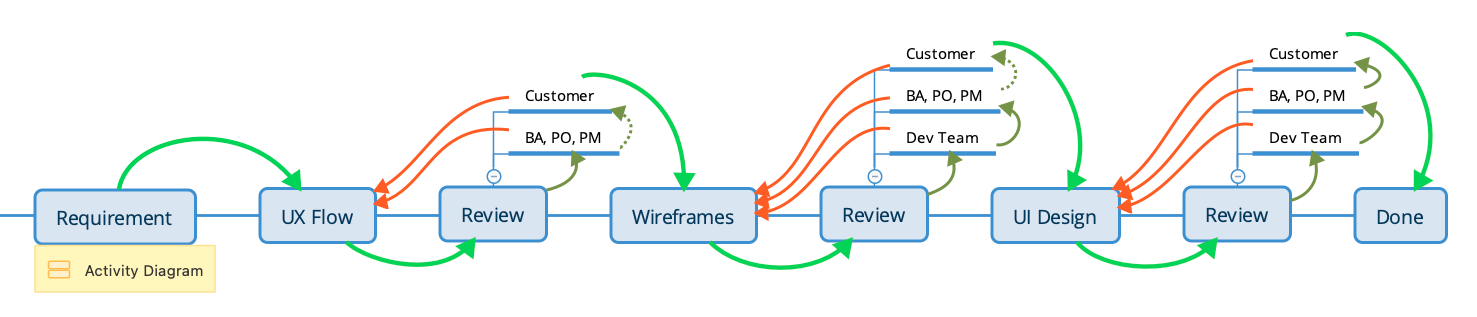 Customer
BA, PO, PM
Customer
BA, PO, PM
Dev Team
Customer
BA, PO, PM
Dev Team
Requirement
UX Flow
Review
Wireframes
Review
UI Design
Review
Done
Activity Diagram